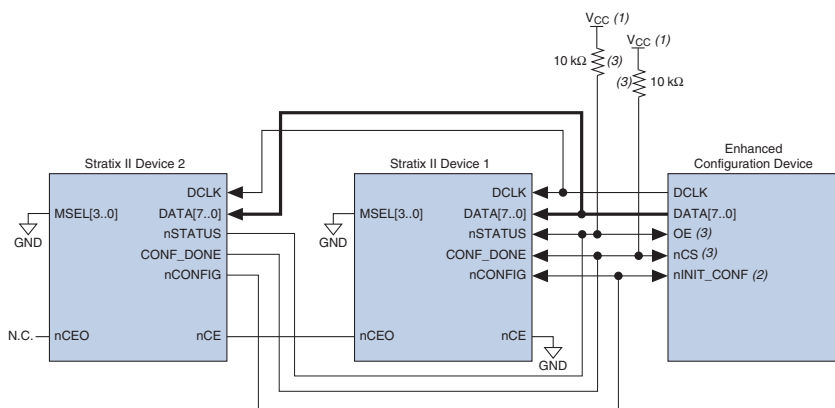 VCC (1)
VCC (1)
10 kΩ
(3)
(3)
10 kΩ
Stratix II Device 2
Stratix II Device 1
Enhanced
Configuration Device
DCLK
DCLK
DCLK
MSEL[3..0]
DATA[7..0]
MSEL[3..0]
DATA[7..0]
DATA[7..0]
nSTATUS
nSTATUS
OE (3)
GND
GND
CONF_DONE
CONF_DONE
nCS (3)
nCONFIG
nCONFIG
nINIT_CONF (2)
N.C.
nCEO
nCE
nCEO
nCE
GND